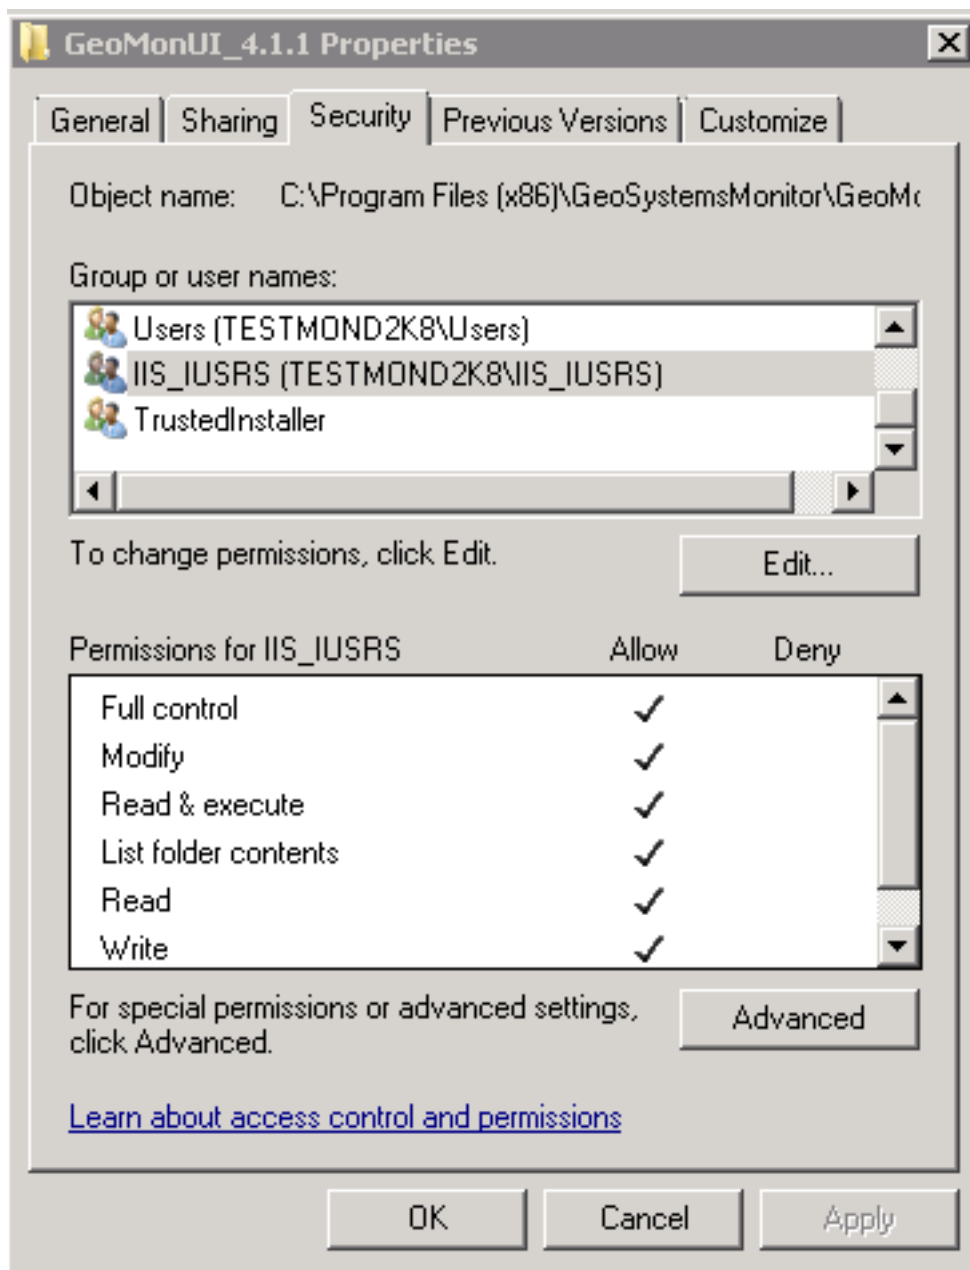 GeoMonUI_4.1.1 Properties
General Sharing Security Previous Versions Customize
Object name: C:\Program Files (x86)\GeoSystemsMonitor\GeoMo
Group or user names:
Users (TESTMOND2K8\Users)
IIS_IUSRS (TESTMOND2K8\IIS_IUSRS)
TrustedInstaller
To change permissions, click Edit.
Edit...
Permissions for IIS_IUSRS Allow Deny
Full control
Modify
Read & execute
List folder contents
Read
Write
For special permissions or advanced settings,
click Advanced.
Advanced
Learn about access control and permissions
OK Cancel Apply